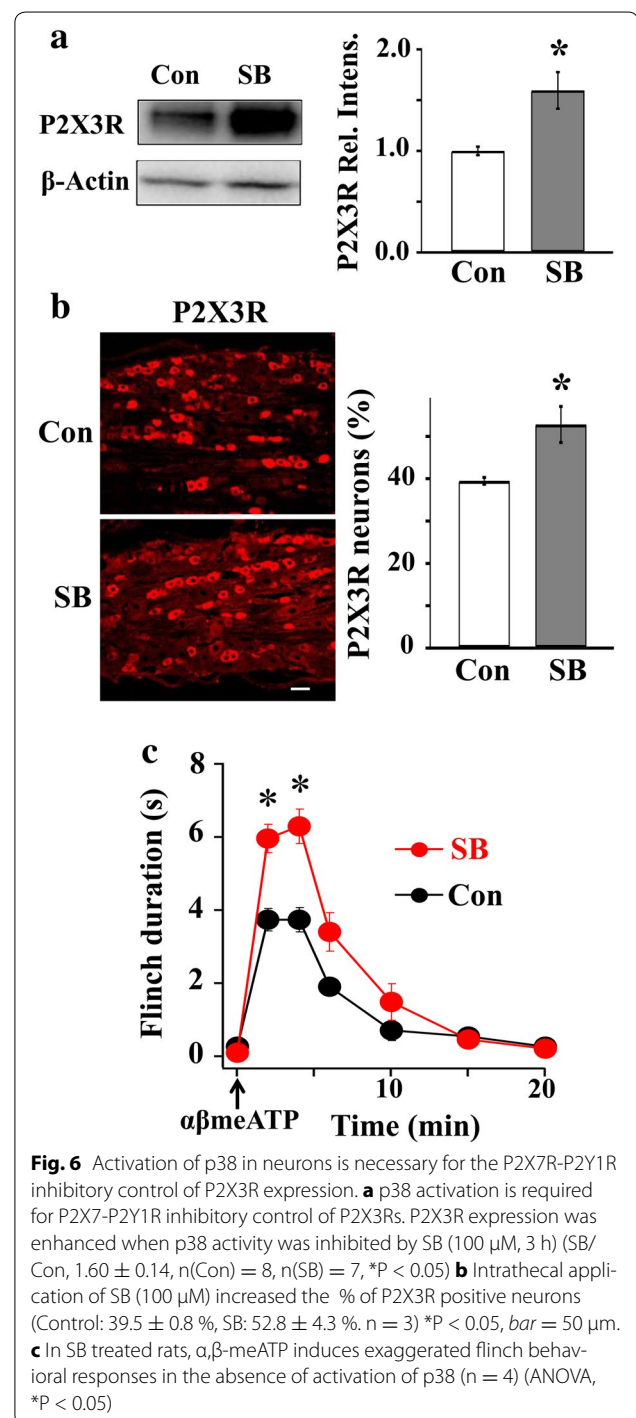 a
Con SB
P2X3R
β-Actin
P2X3R Rel. Intens.
2.0
1.0
0.0
*
Con SB
b
P2X3R
Con
SB
P2X3R neurons (%)
40
20
0
*
Con SB
c
Flinch duration (s)
8
6
4
2
0
* *
SB
Con
10 20
αβmeATP Time (min)
Fig. 6 Activation of p38 in neurons is necessary for the P2X7R-P2Y1R
inhibitory control of P2X3R expression. a p38 activation is required
for P2X7-P2Y1R inhibitory control of P2X3Rs. P2X3R expression was
enhanced when p38 activity was inhibited by SB (100 μM, 3 h) (SB/
Con, 1.60 ± 0.14, n(Con) = 8, n(SB) = 7, *P < 0.05) b Intrathecal appli-
cation of SB (100 μM) increased the % of P2X3R positive neurons
(Control: 39.5 ± 0.8 %, SB: 52.8 ± 4.3 %. n = 3) *P < 0.05, bar = 50 μm.
c In SB treated rats, α,β-meATP induces exaggerated flinch behav-
ioral responses in the absence of activation of p38 (n = 4) (ANOVA,
*P < 0.05)